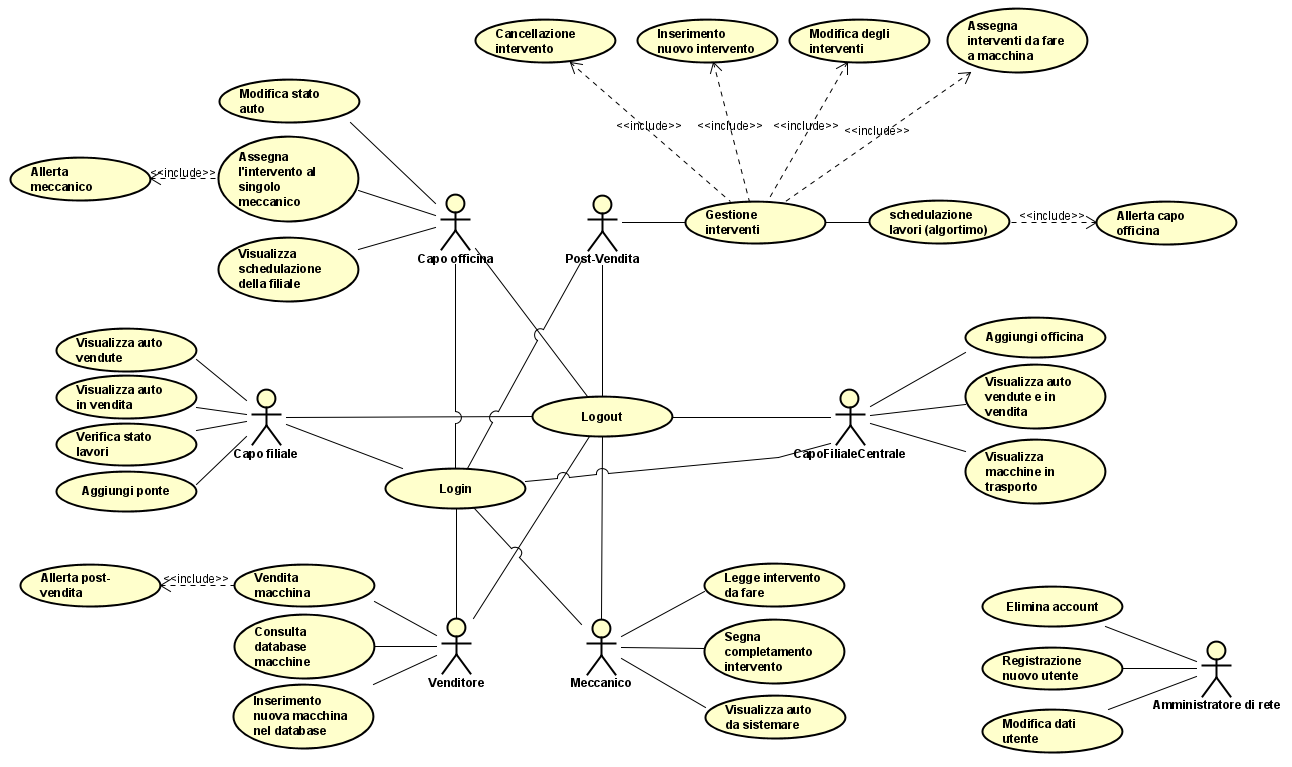 Cancellazione
intervento
Inserimento
nuovo intervento
Modifica degli
interventi
Assegna
interventi da fare
a macchina
<<include>>
<<include>>
<<include>>
<<include>>
Modifica stato
auto
Allerta
meccanico
<<include>>
Assegna
l'intervento al
singolo
meccanico
Visualizza
schedulazione
della filiale
Capo officina
Post-Vendita
Gestione
interventi
schedulazione
lavori (algortimo)
<<include>>
Allerta capo
officina
Visualizza auto
vendute
Visualizza auto
in vendita
Verifica stato
lavori
Aggiungi ponte
Capo filiale
Logout
Login
CapoFilialeCentrale
Aggiungi officina
Visualizza auto
vendute e in
vendita
Visualizza
macchine in
trasporto
Allerta post-
vendita
<<include>>
Vendita
macchina
Consulta
database
macchine
Inserimento
nuova macchina
nel database
Venditore
Meccanico
Legge intervento
da fare
Segna
completamento
intervento
Visualizza auto
da sistemare
Elimina account
Registrazione
nuovo utente
Modifica dati
utente
Amministratore di rete